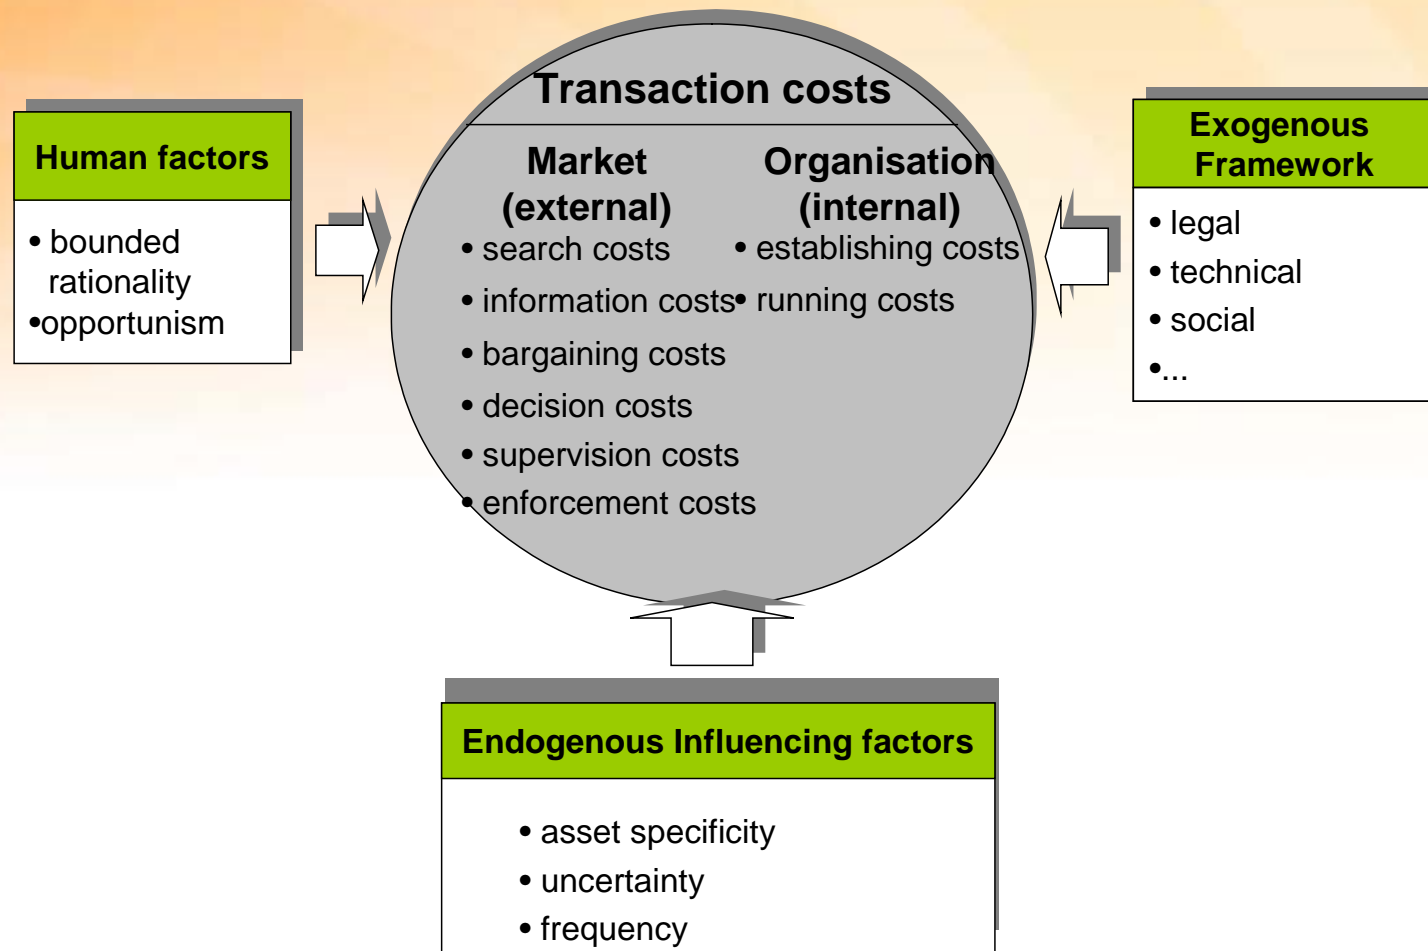 Transaction costs
Human factors
• bounded
rationality
•opportunism
Market
(external)
• search costs
• information costs
• bargaining costs
• decision costs
• supervision costs
• enforcement costs
Organisation
(internal)
• establishing costs
• running costs
Exogenous
Framework
• legal
• technical
• social
•...
Endogenous Influencing factors
• asset specificity
• uncertainty
• frequency